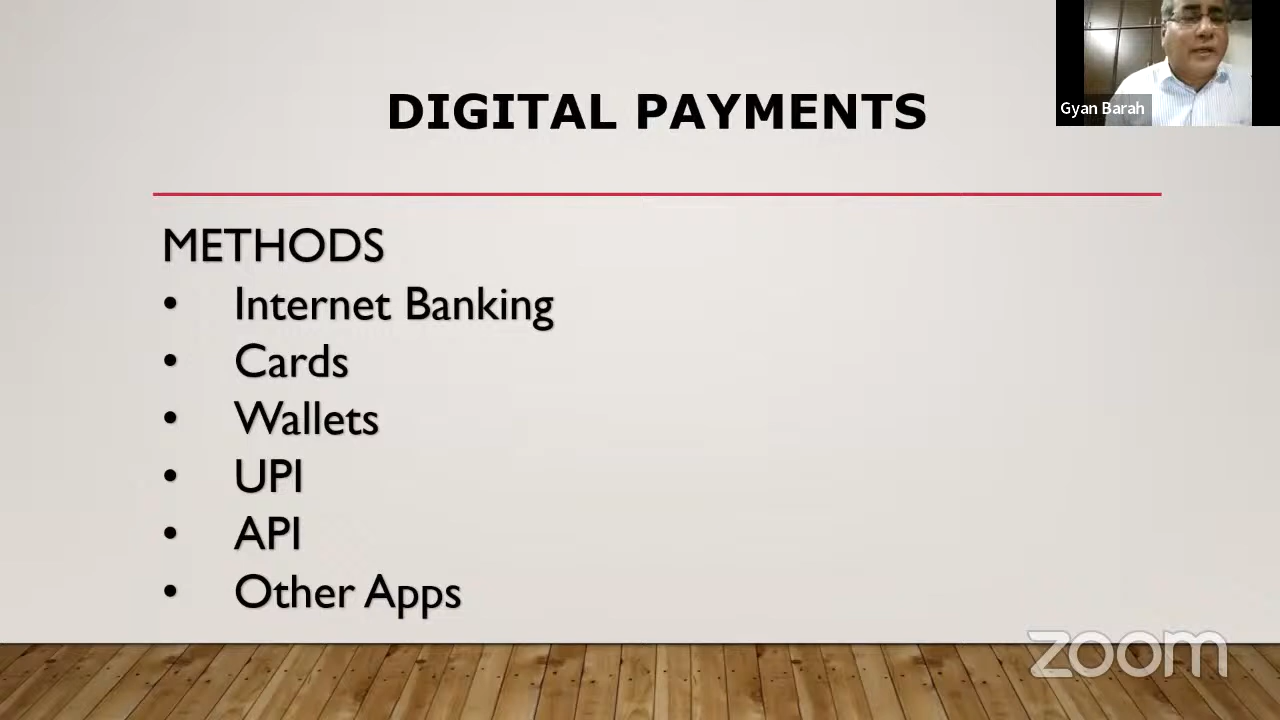 DIGITAL PAYMENTS
Gyan Barah
METHODS
• Internet Banking
• Cards
• Wallets
• UPI
• API
• Other Apps
zoom